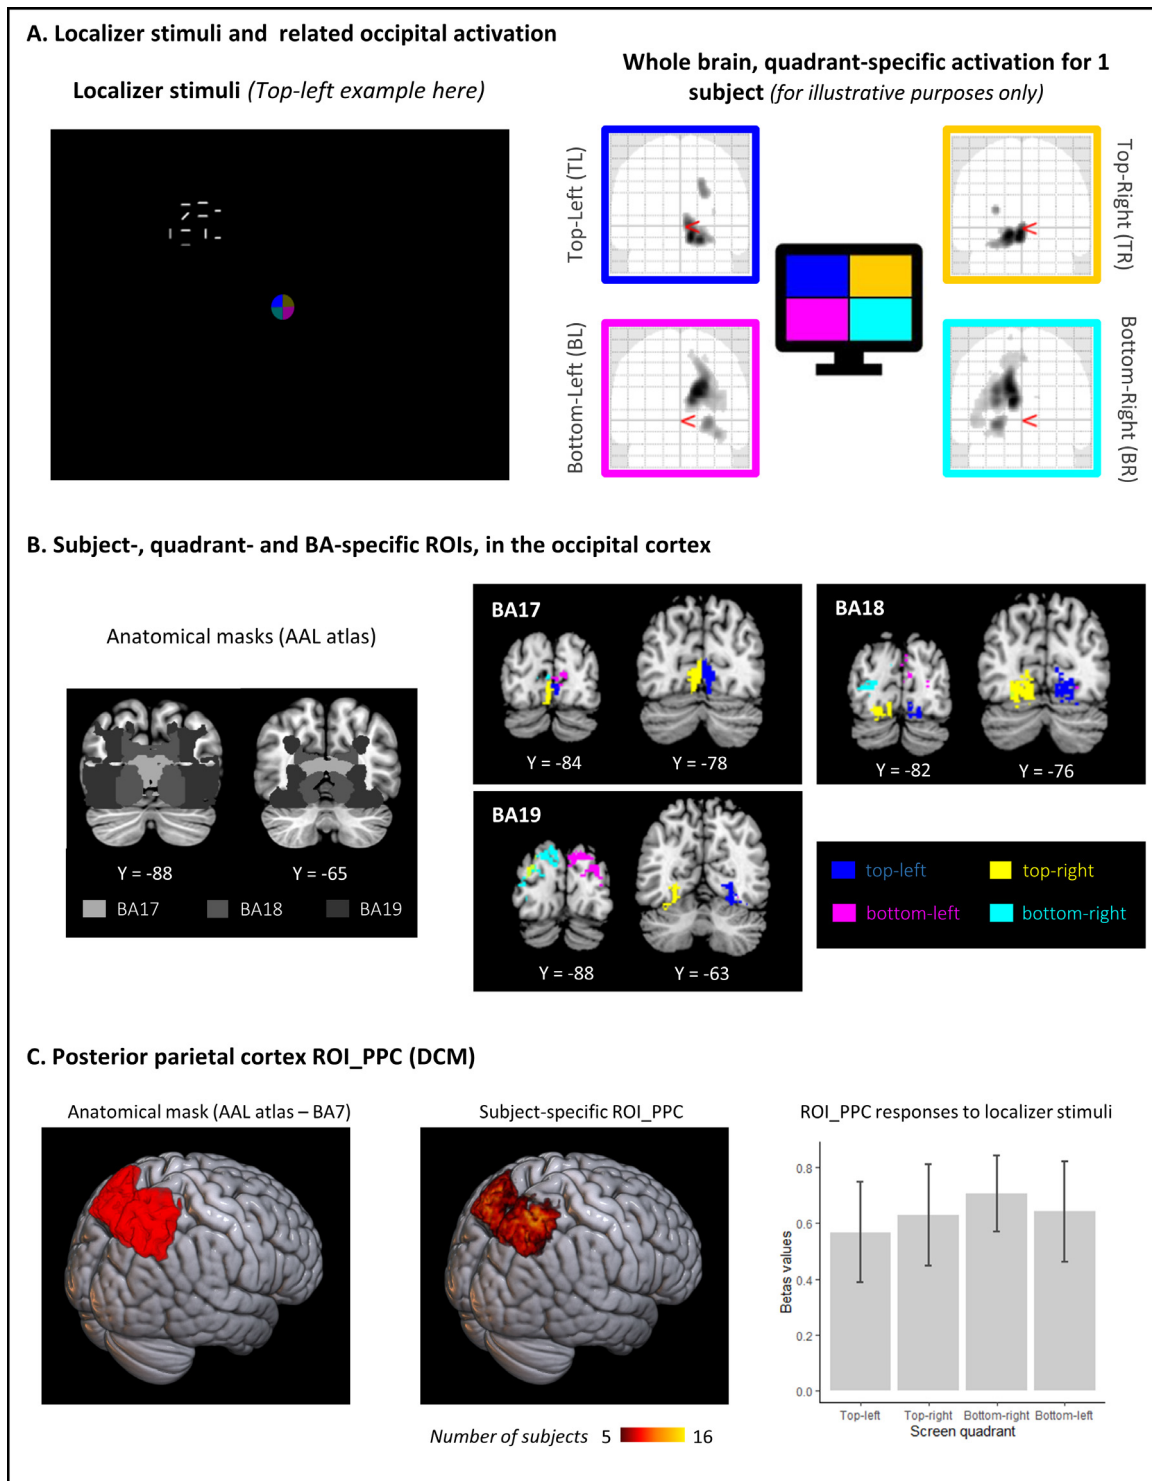 A. Localizer stimuli and related occipital activation
Localizer stimuli (Top-left example here)
Whole brain, quadrant-specific activation for 1
subject (for illustrative purposes only)
Top-Left (TL)
Top-Right (TR)
Bottom-Left (BL)
Bottom-Right (BR)
B. Subject-, quadrant- and BA-specific ROIs, in the occipital cortex
Anatomical masks (AAL atlas)
Y = -88
Y = -65
BA17
BA18
BA19
BA17
Y = -84
Y = -78
BA18
Y = -82
Y = -76
BA19
Y = -88
Y = -63
top-left
top-right
bottom-left
bottom-right
C. Posterior parietal cortex ROI_PPC (DCM)
Anatomical mask (AAL atlas – BA7)
Subject-specific ROI_PPC
Number of subjects 5 16
ROI_PPC responses to localizer stimuli
Betas values
0.8
0.6
0.4
0.2
0.0
Top-left Top-right Bottom-right Bottom-left
Screen quadrant